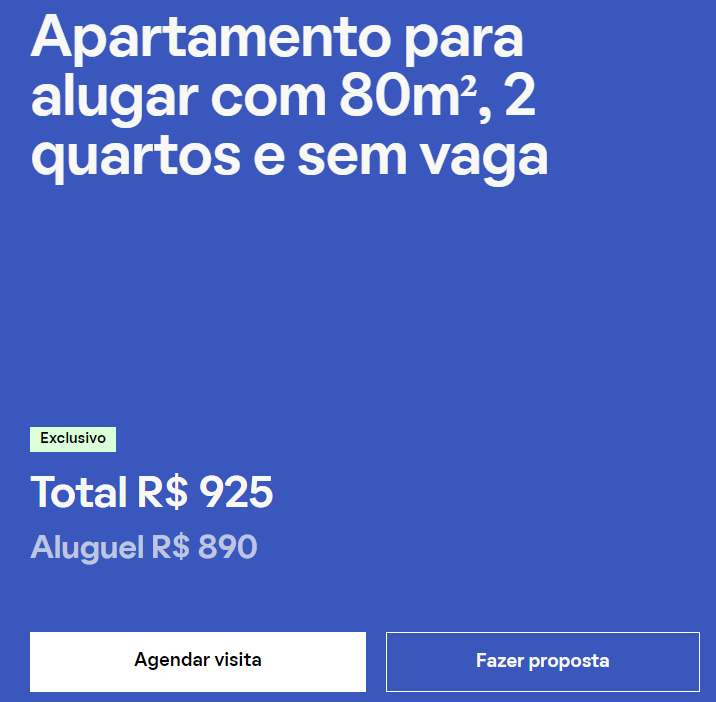 Apartamento para
alugar com 80m², 2
quartos e sem vaga
Exclusivo
Total R$ 925
Aluguel R$ 890
Agendar visita
Fazer proposta